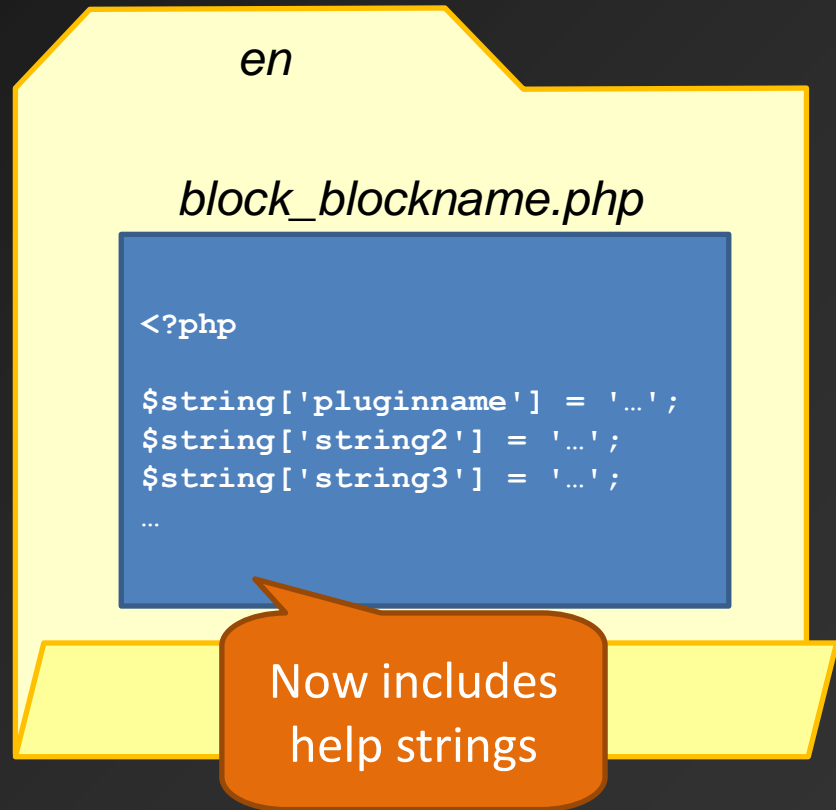 en
block_blockname.php
<?php
$string['pluginname'] = '…';
$string['string2'] = '…';
$string['string3'] = '…';
…
Now includes
help strings